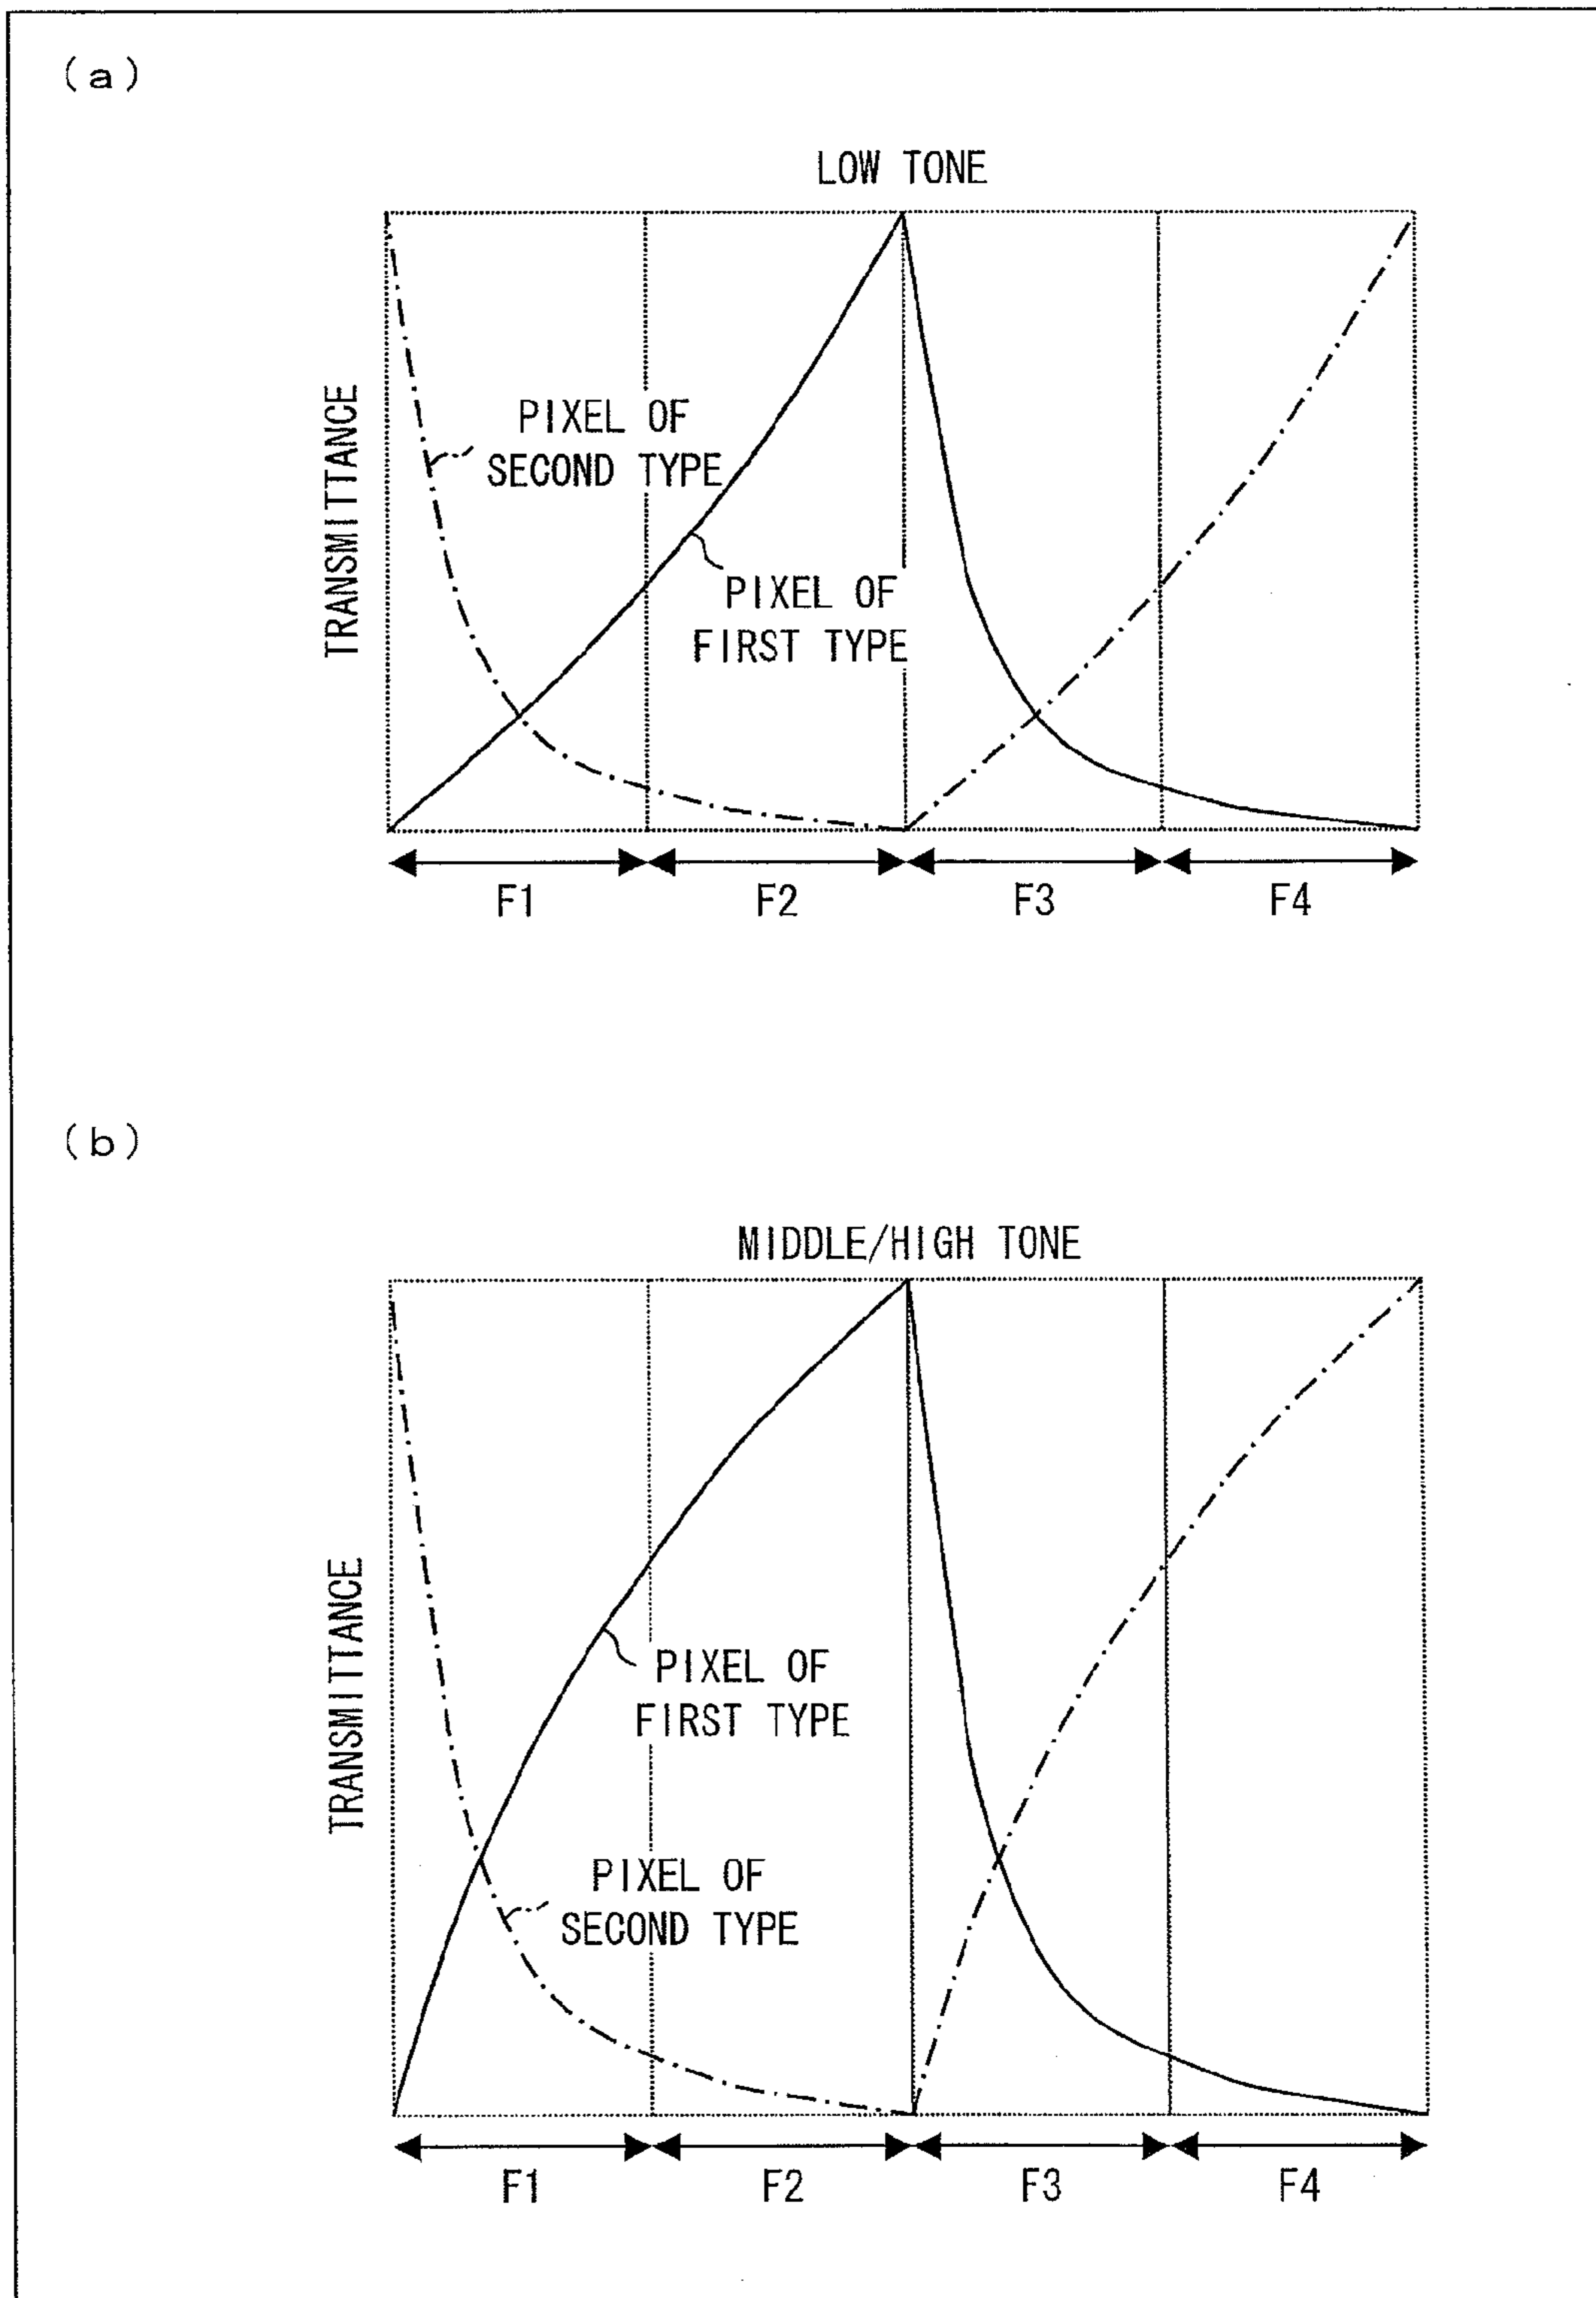 (a)
LOW TONE
TRANSMITTANCE
PIXEL OF
SECOND TYPE
PIXEL OF
FIRST TYPE
F1 F2 F3 F4
(b)
MIDDLE/HIGH TONE
TRANSMITTANCE
PIXEL OF
FIRST TYPE
PIXEL OF
SECOND TYPE
F1 F2 F3 F4